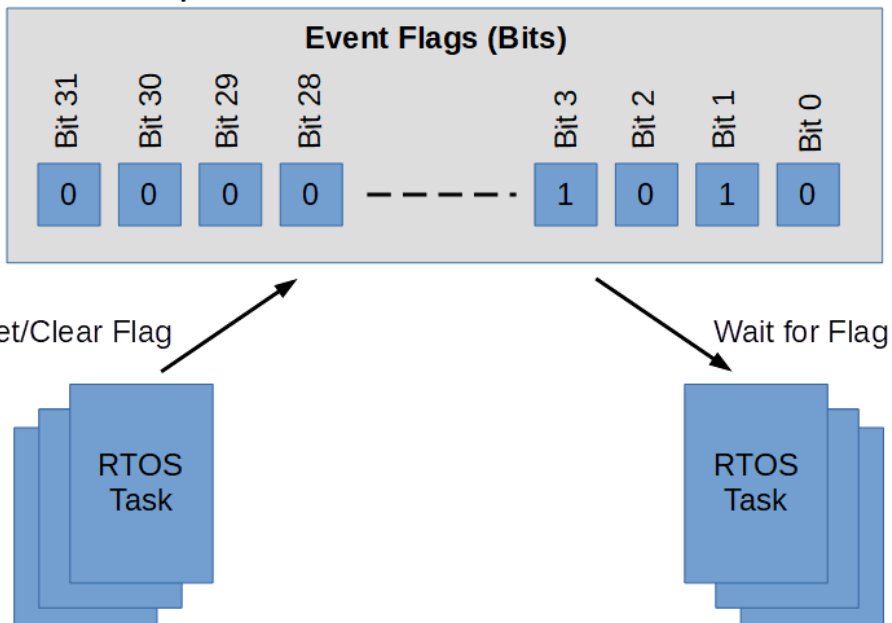 Event Flags (Bits)
Bit 31 Bit 30 Bit 29 Bit 28 Bit 3 Bit 2 Bit 1 Bit 0
0 0 0 0 1 0 1 0
et/Clear Flag Wait for Flag
RTOS
Task
RTOS
Task